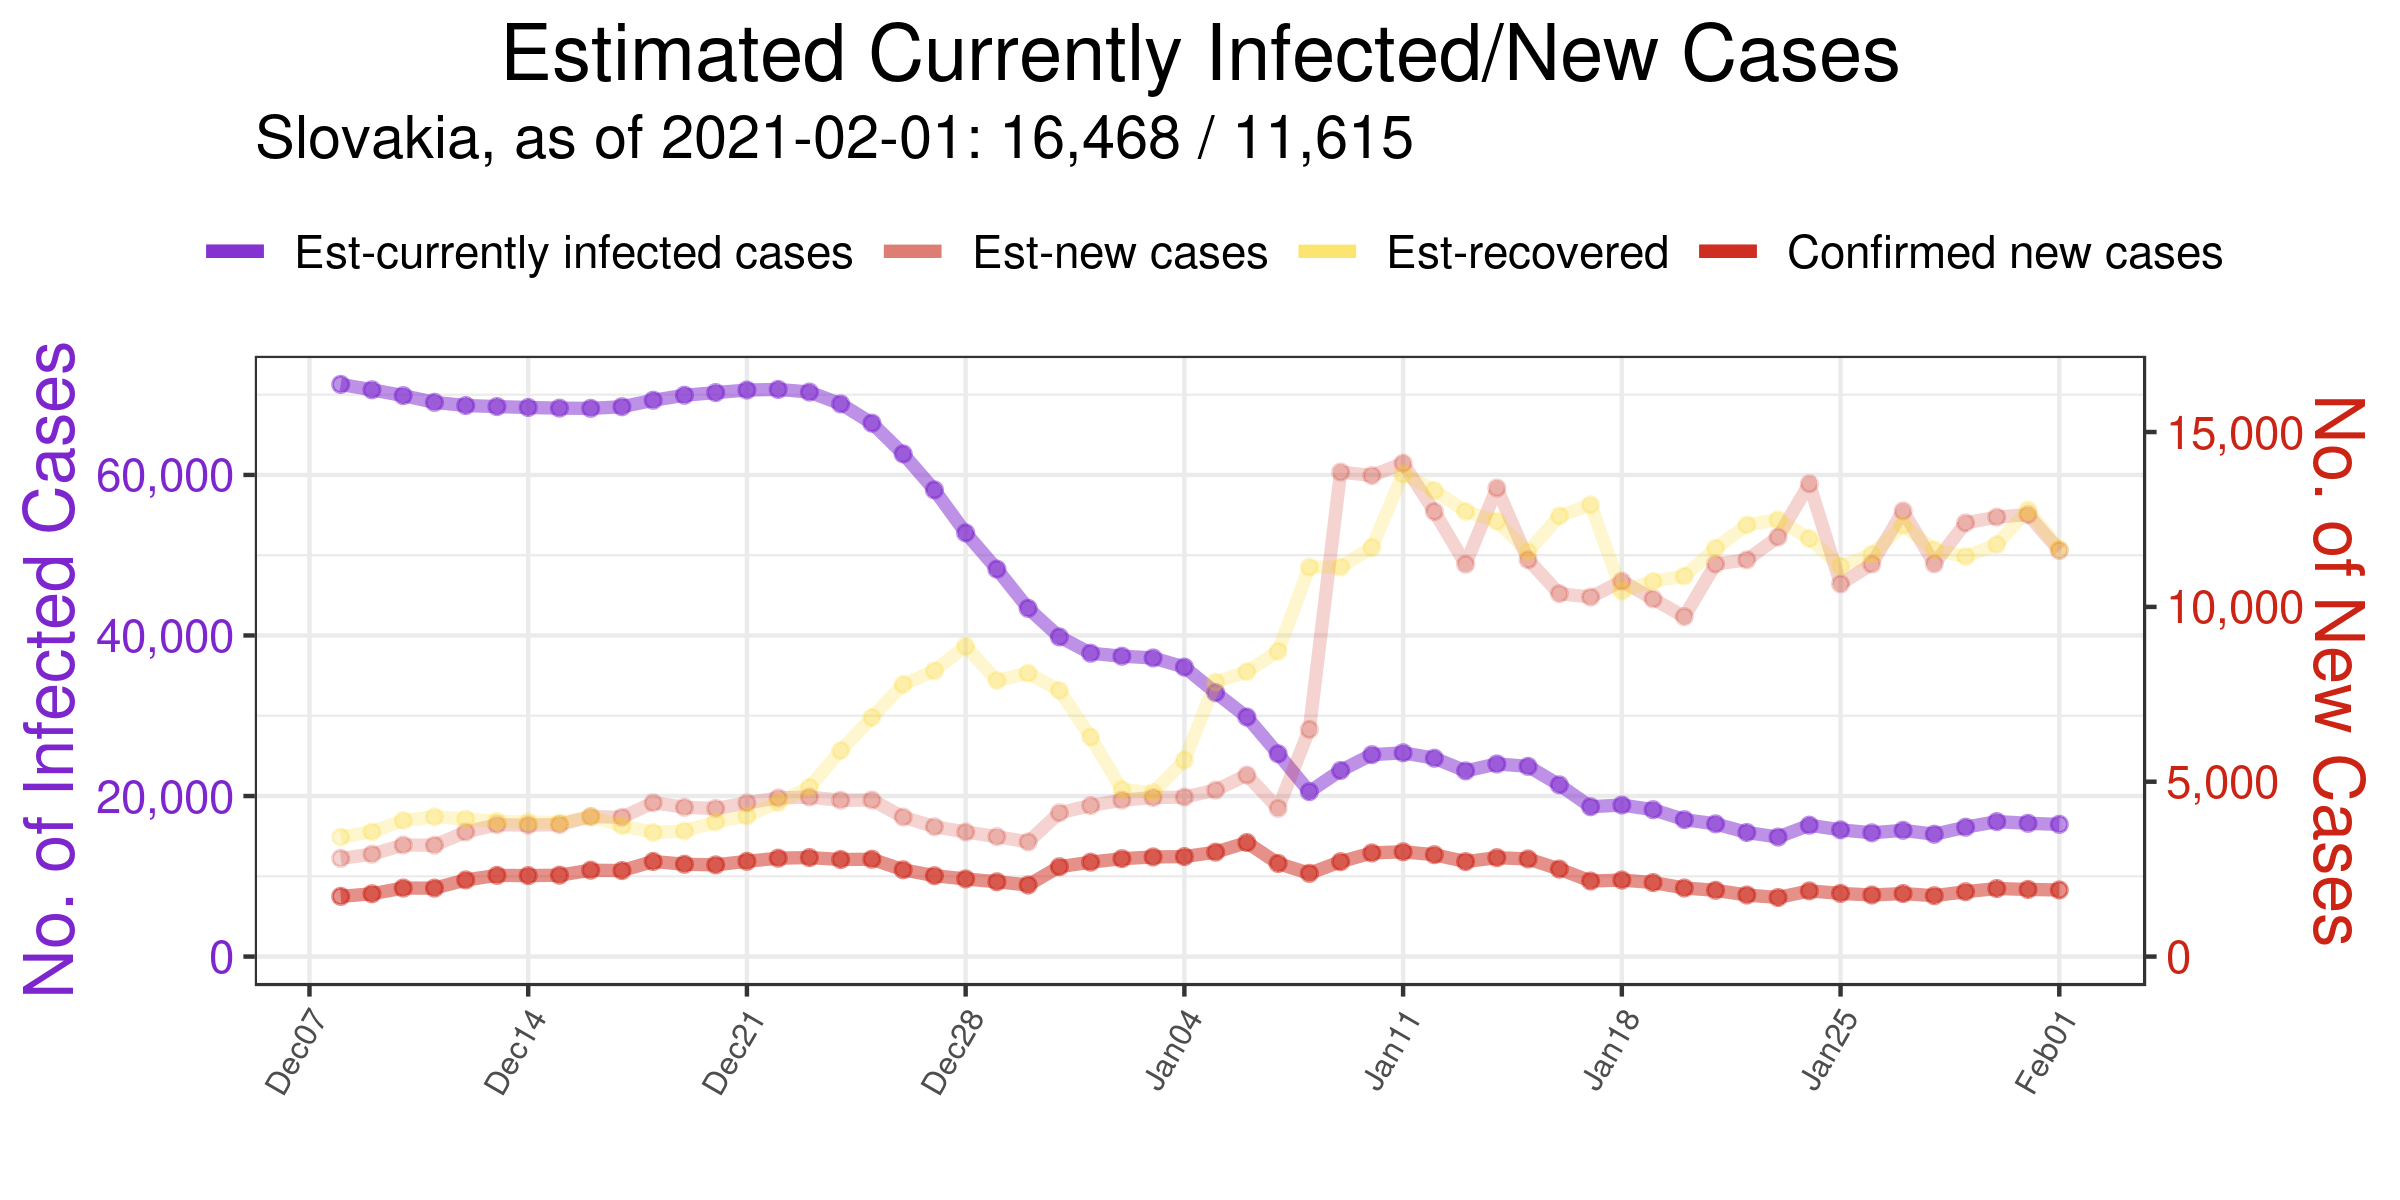 Estimated Currently Infected/New Cases
Slovakia, as of 2021-02-01: 16,468 / 11,615
Est-currently infected cases Est-new cases Est-recovered Confirmed new cases
No. of Infected Cases
60,000
40,000
20,000
0
15,000
10,000
5,000
0
No. of New Cases
Dec07 Dec14 Dec21 Dec28 Jan04 Jan11 Jan18 Jan25 Feb01